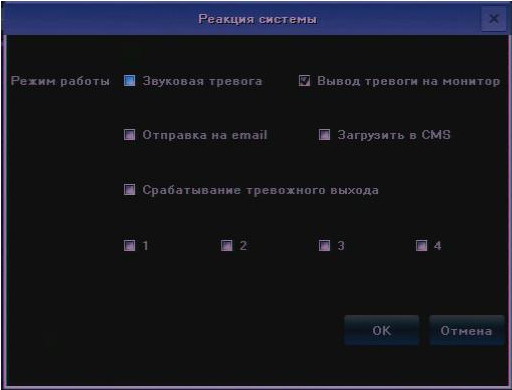 Реакция системы
Режим работы Звуковая тревога Вывод тревоги на монитор
Отправка на email Загрузить в CMS
Срабатывание тревожного выхода
1 2 3 4
OK Отмена